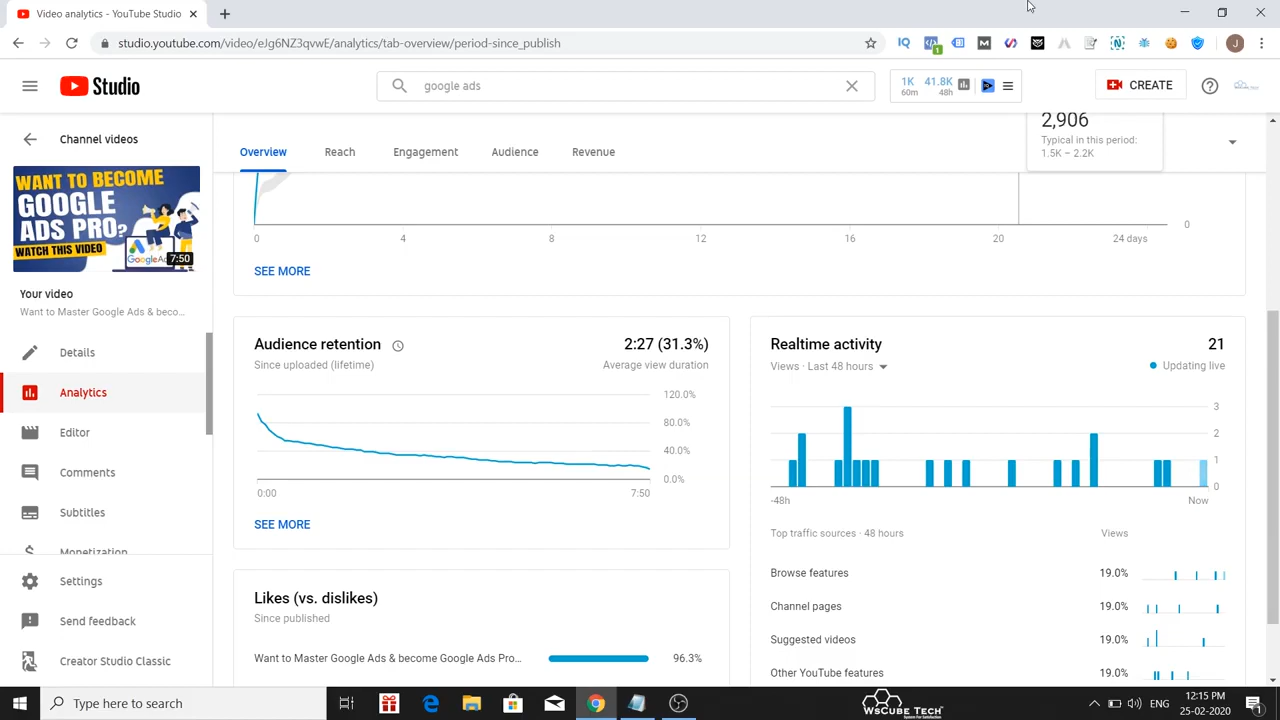 Video analytics - YouTube Studio
studio.youtube.com/video/eJg6NZ3qvwE/analytics/tab-overview/period-since_publish
IQ
1
M
N
J
Studio
google ads
1K
60m
41.8K
48h
CREATE
Channel videos
WANT TO BECOME
GOOGLE
ADS PRO?
WATCH THIS VIDEO
GoogleAd
7:50
Your video
Want to Master Google Ads & beco...
Details
Analytics
Editor
Comments
Subtitles
Monetization
Settings
Send feedback
Creator Studio Classic
Overview
Reach
Engagement
Audience
Revenue
2,906
Typical in this period:
1.5K – 2.2K
0
0
4
8
12
16
20
24 days
SEE MORE
Audience retention
2:27 (31.3%)
Since uploaded (lifetime)
Average view duration
120.0%
80.0%
40.0%
0.0%
0:00
7:50
SEE MORE
Likes (vs. dislikes)
Since published
Want to Master Google Ads & become Google Ads Pro...
96.3%
Realtime activity
21
Views · Last 48 hours
Updating live
3
2
1
0
-48h
Now
Top traffic sources · 48 hours
Views
Browse features
19.0%
Channel pages
19.0%
Suggested videos
19.0%
Other YouTube features
19.0%
Type here to search
WsCube Tech
System For Satisfaction
ENG
12:15 PM
25-02-2020
1